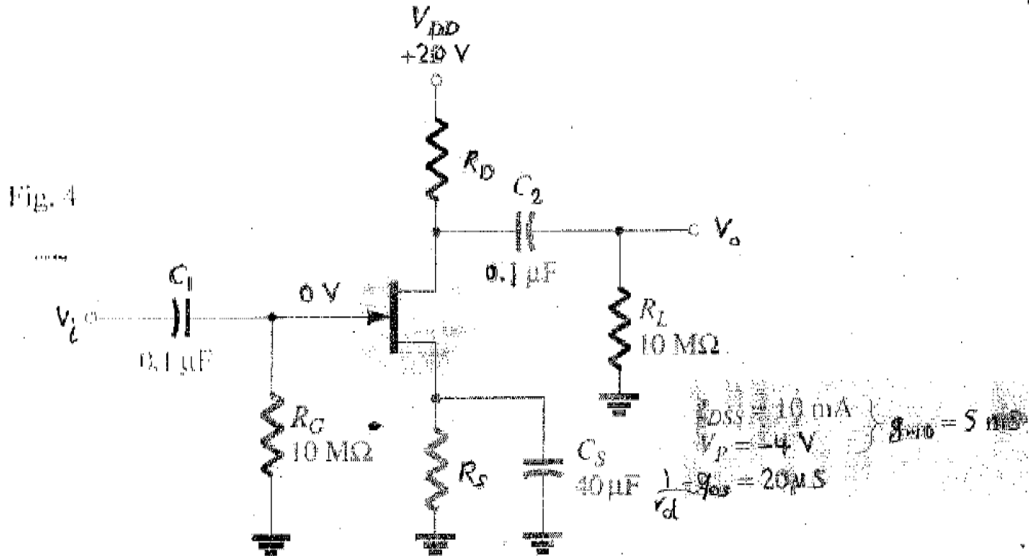 V_DD
+20 V
R_D
Fig. 4
C_2
V_o
0.1 µF
C_1
0 V
V_i
0.1 µF
R_L
10 MΩ
R_G
10 MΩ
R_S
C_S
40 µF
I_DSS = 10 mA } g_m0 = 5 mS
V_P = -4 V
1/r_d = g_os = 20 µS